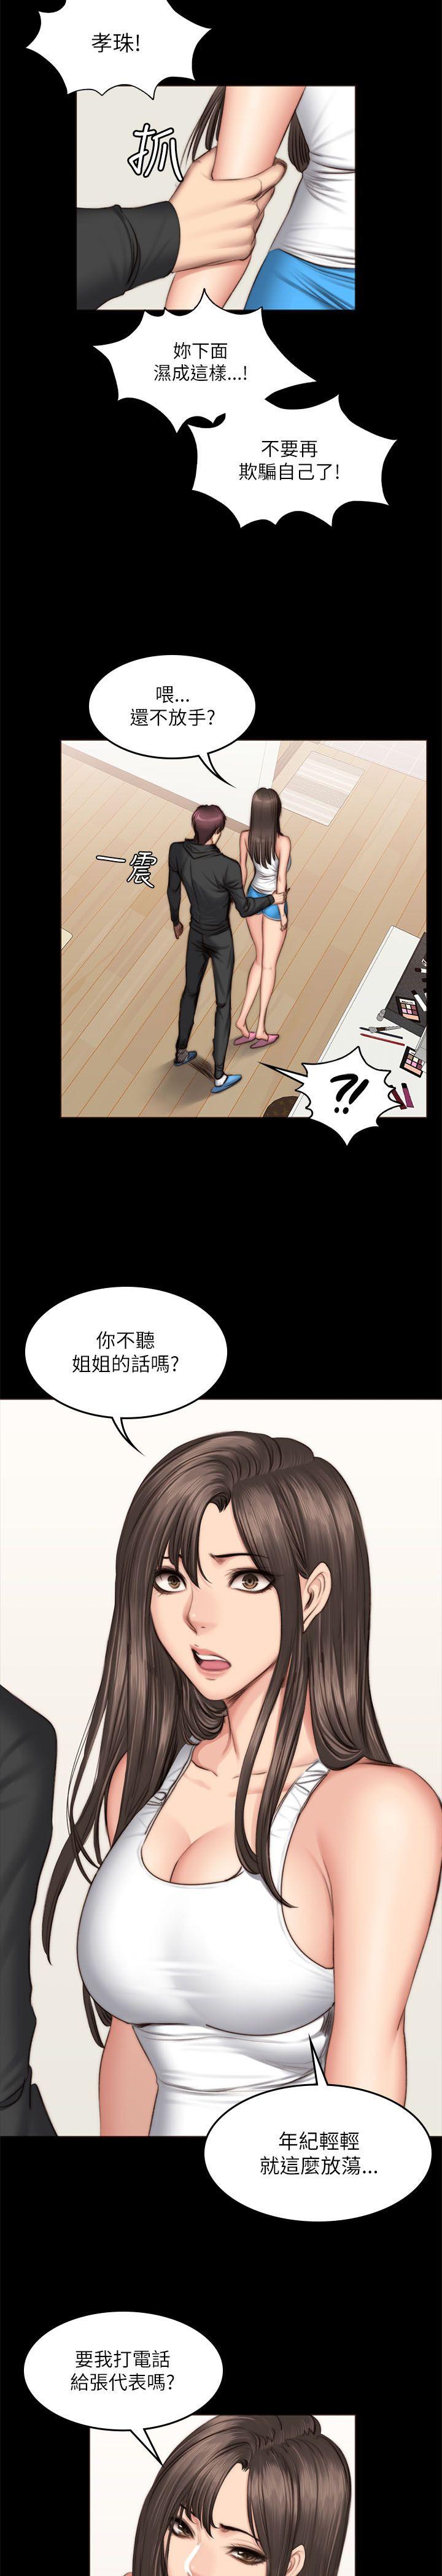 孝珠!
抓
妳下面
濕成這樣...!
不要再
欺騙自己了!
喂...
還不放手?
一震
?!
你不聽
姐姐的話嗎?
年紀輕輕
就這麼放蕩...
要我打電話
給張代表嗎?